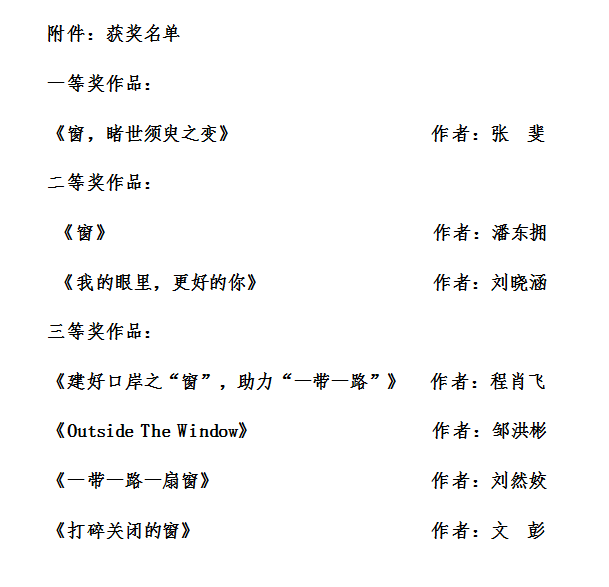 附件：获奖名单
一等奖作品：
《窗，睹世须臾之变》 作者：张 斐
二等奖作品：
《窗》 作者：潘东拥
《我的眼里，更好的你》 作者：刘晓涵
三等奖作品：
《建好口岸之“窗”，助力“一带一路”》 作者：程肖飞
《Outside The Window》 作者：邹洪彬
《一带一路一扇窗》 作者：刘然姣
《打碎关闭的窗》 作者：文 彭